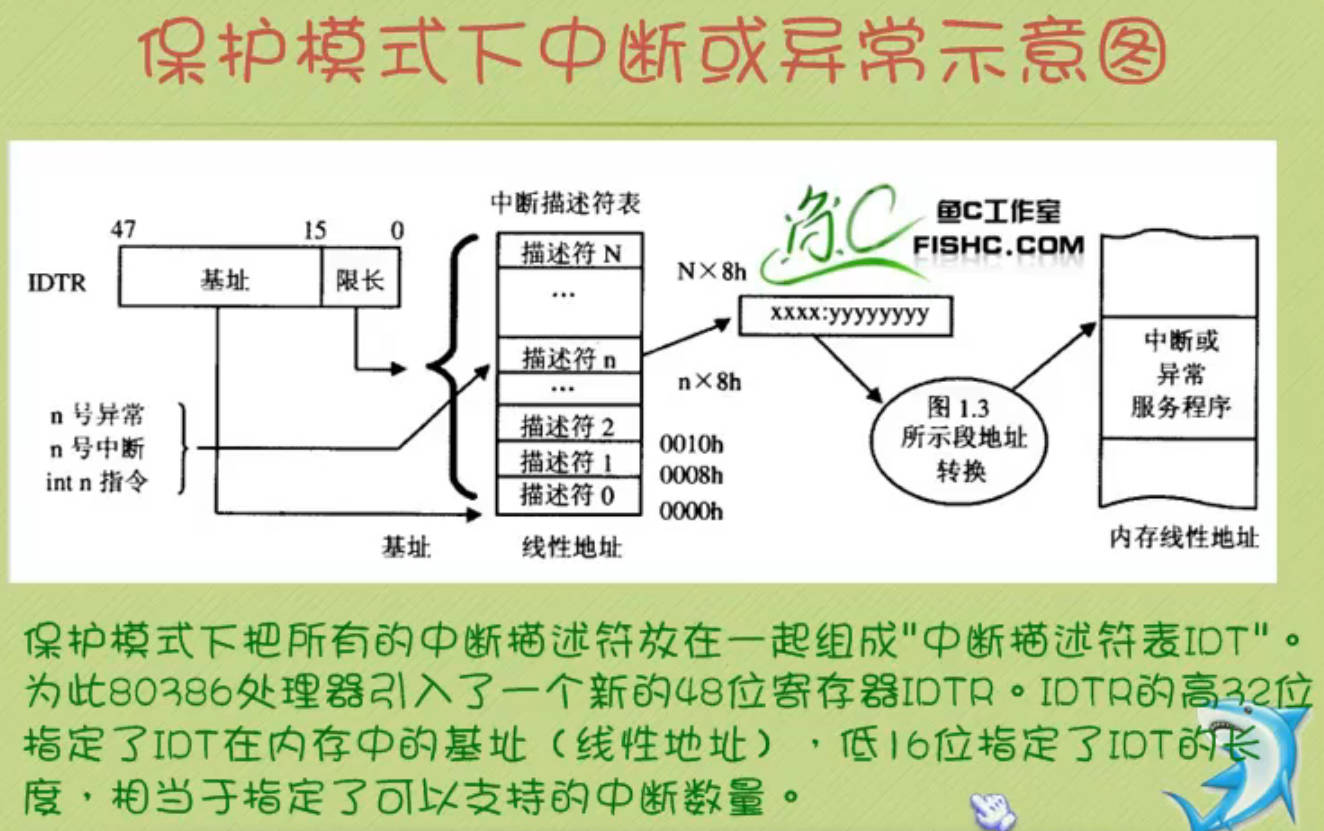 保护模式下中断或异常示意图
中断描述符表
鱼C
鱼C工作室
FISHC.COM
47 15 0
IDTR 基址 限长
描述符 N
…
描述符 n
…
描述符 2
描述符 1
描述符 0
N×8h
n×8h
0010h
0008h
0000h
n 号异常
n 号中断
int n 指令
基址
线性地址
xxxx:yyyyyyyy
图 1.3
所示段地址
转换
中断或
异常
服务程序
内存线性地址
保护模式下把所有的中断描述符放在一起组成"中断描述符表IDT"。
为此80386处理器引入了一个新的48位寄存器IDTR。IDTR的高32位
指定了IDT在内存中的基址（线性地址），低16位指定了IDT的长
度，相当于指定了可以支持的中断数量。